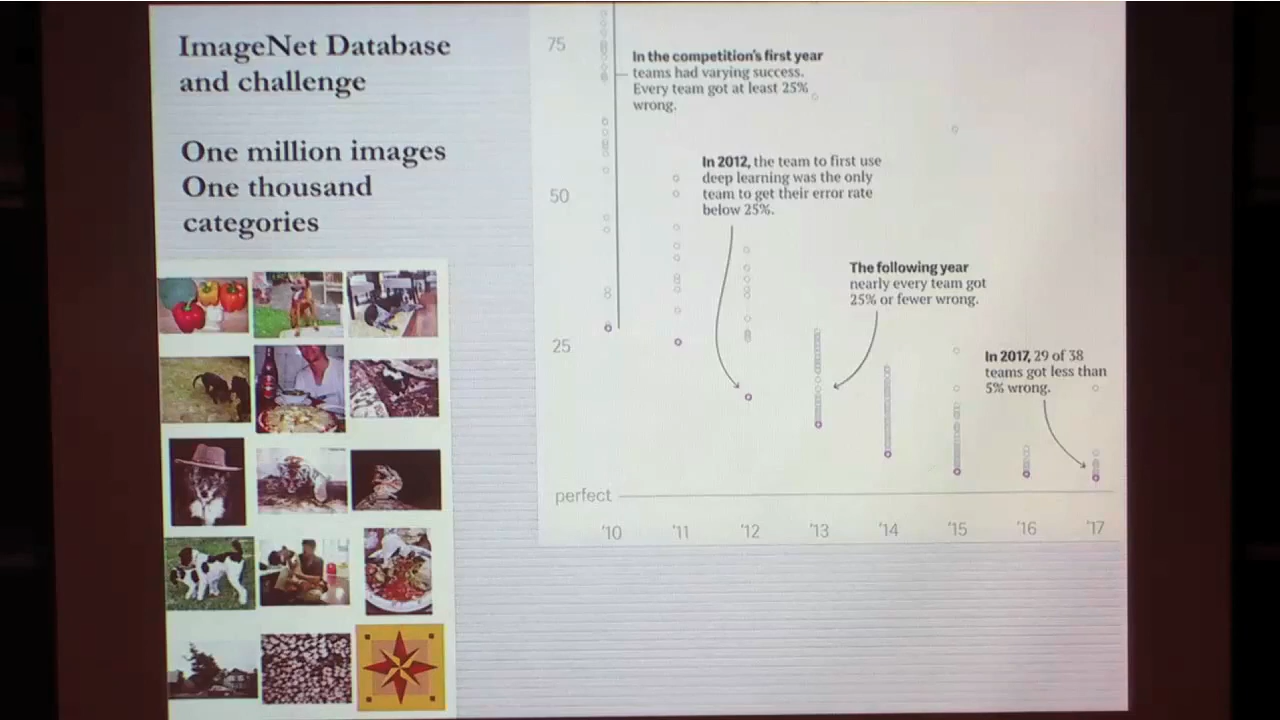 ImageNet Database
and challenge
One million images
One thousand
categories
75
50
25
perfect
In the competition's first year
teams had varying success.
Every team got at least 25%
wrong.
In 2012, the team to first use
deep learning was the only
team to get their error rate
below 25%.
The following year
nearly every team got
25% or fewer wrong.
In 2017, 29 of 38
teams got less than
5% wrong.
'10 '11 '12 '13 '14 '15 '16 '17